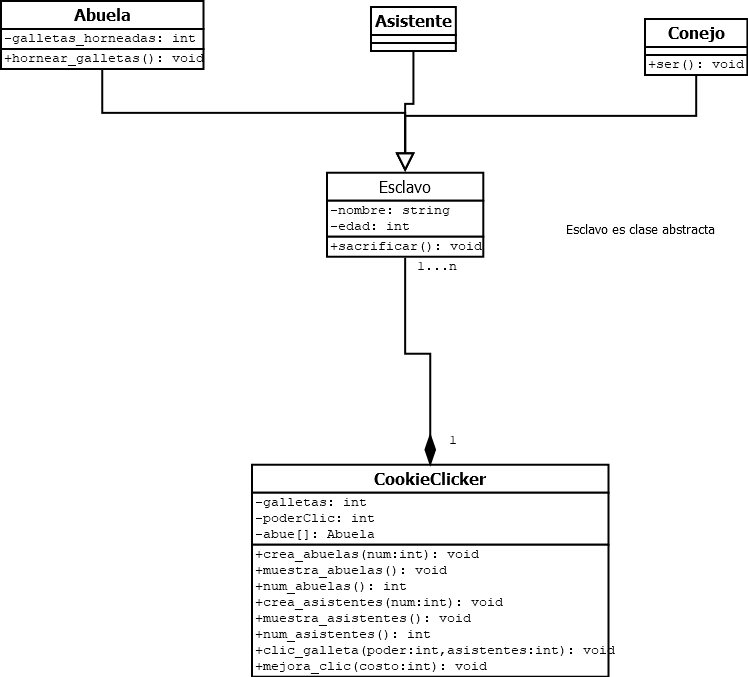 Abuela
-galletas_horneadas: int
+hornear_galletas(): void
Asistente
Conejo
+ser(): void
Esclavo
-nombre: string
-edad: int
+sacrificar(): void
Esclavo es clase abstracta
1...n
1
CookieClicker
-galletas: int
-poderClic: int
-abue[]: Abuela
+crea_abuelas(num:int): void
+muestra_abuelas(): void
+num_abuelas(): int
+crea_asistentes(num:int): void
+muestra_asistentes(): void
+num_asistentes(): int
+clic_galleta(poder:int,asistentes:int): void
+mejora_clic(costo:int): void